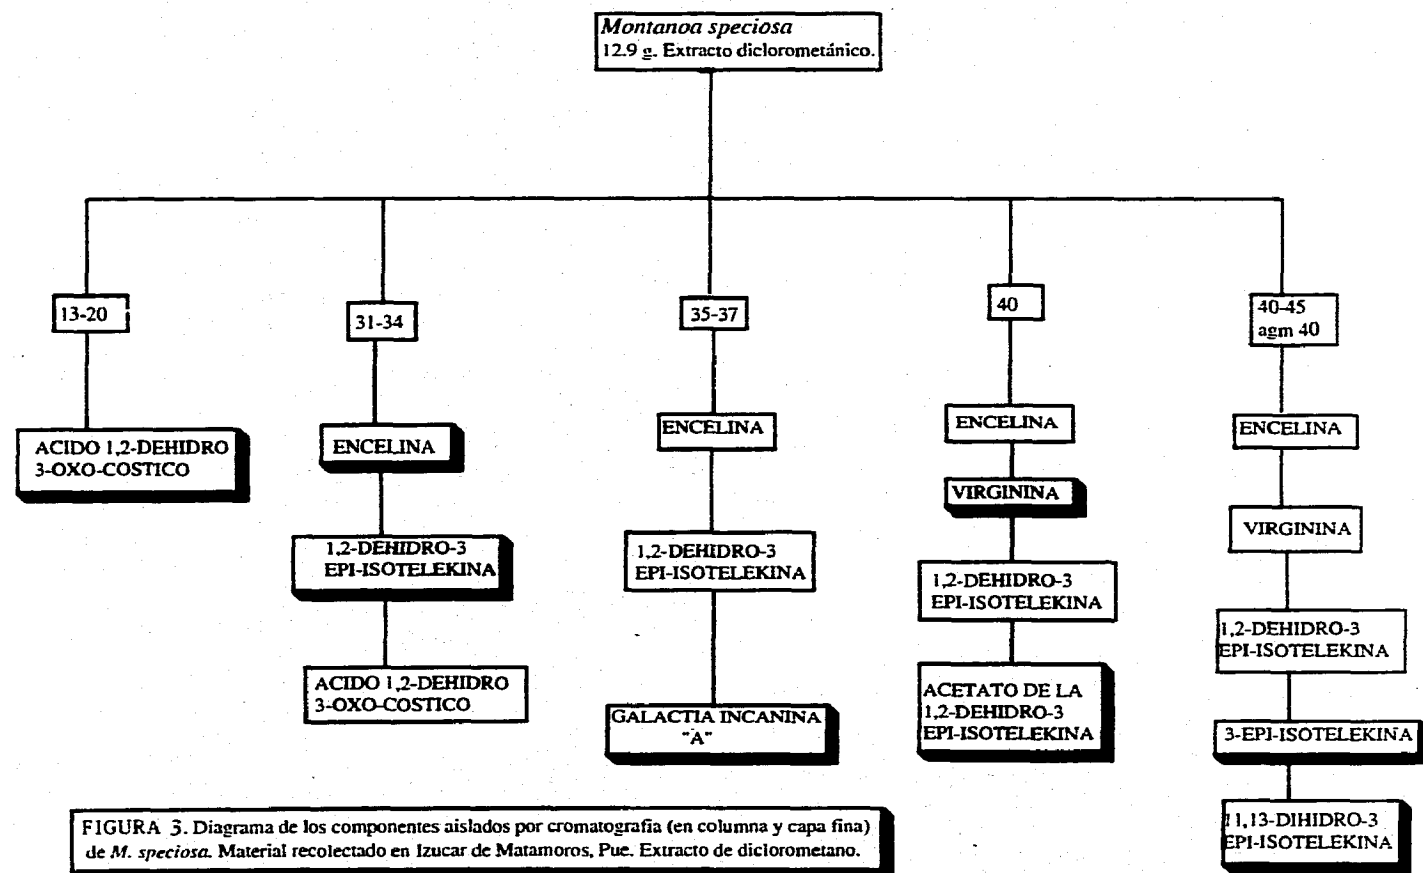 Montanoa speciosa
12.9 g. Extracto diclorometánico.
13-20
ACIDO 1,2-DEHIDRO
3-OXO-COSTICO
31-34
ENCELINA
1,2-DEHIDRO-3
EPI-ISOTELEKINA
ACIDO 1,2-DEHIDRO
3-OXO-COSTICO
35-37
ENCELINA
1,2-DEHIDRO-3
EPI-ISOTELEKINA
GALACTIA INCANINA
"A"
40
ENCELINA
VIRGININA
1,2-DEHIDRO-3
EPI-ISOTELEKINA
ACETATO DE LA
1,2-DEHIDRO-3
EPI-ISOTELEKINA
40-45
agm 40
ENCELINA
VIRGININA
1,2-DEHIDRO-3
EPI-ISOTELEKINA
3-EPI-ISOTELEKINA
11,13-DIHIDRO-3
EPI-ISOTELEKINA
FIGURA 3. Diagrama de los componentes aislados por cromatografia (en columna y capa fina)
de M. speciosa. Material recolectado en Izucar de Matamoros, Pue. Extracto de diclorometano.